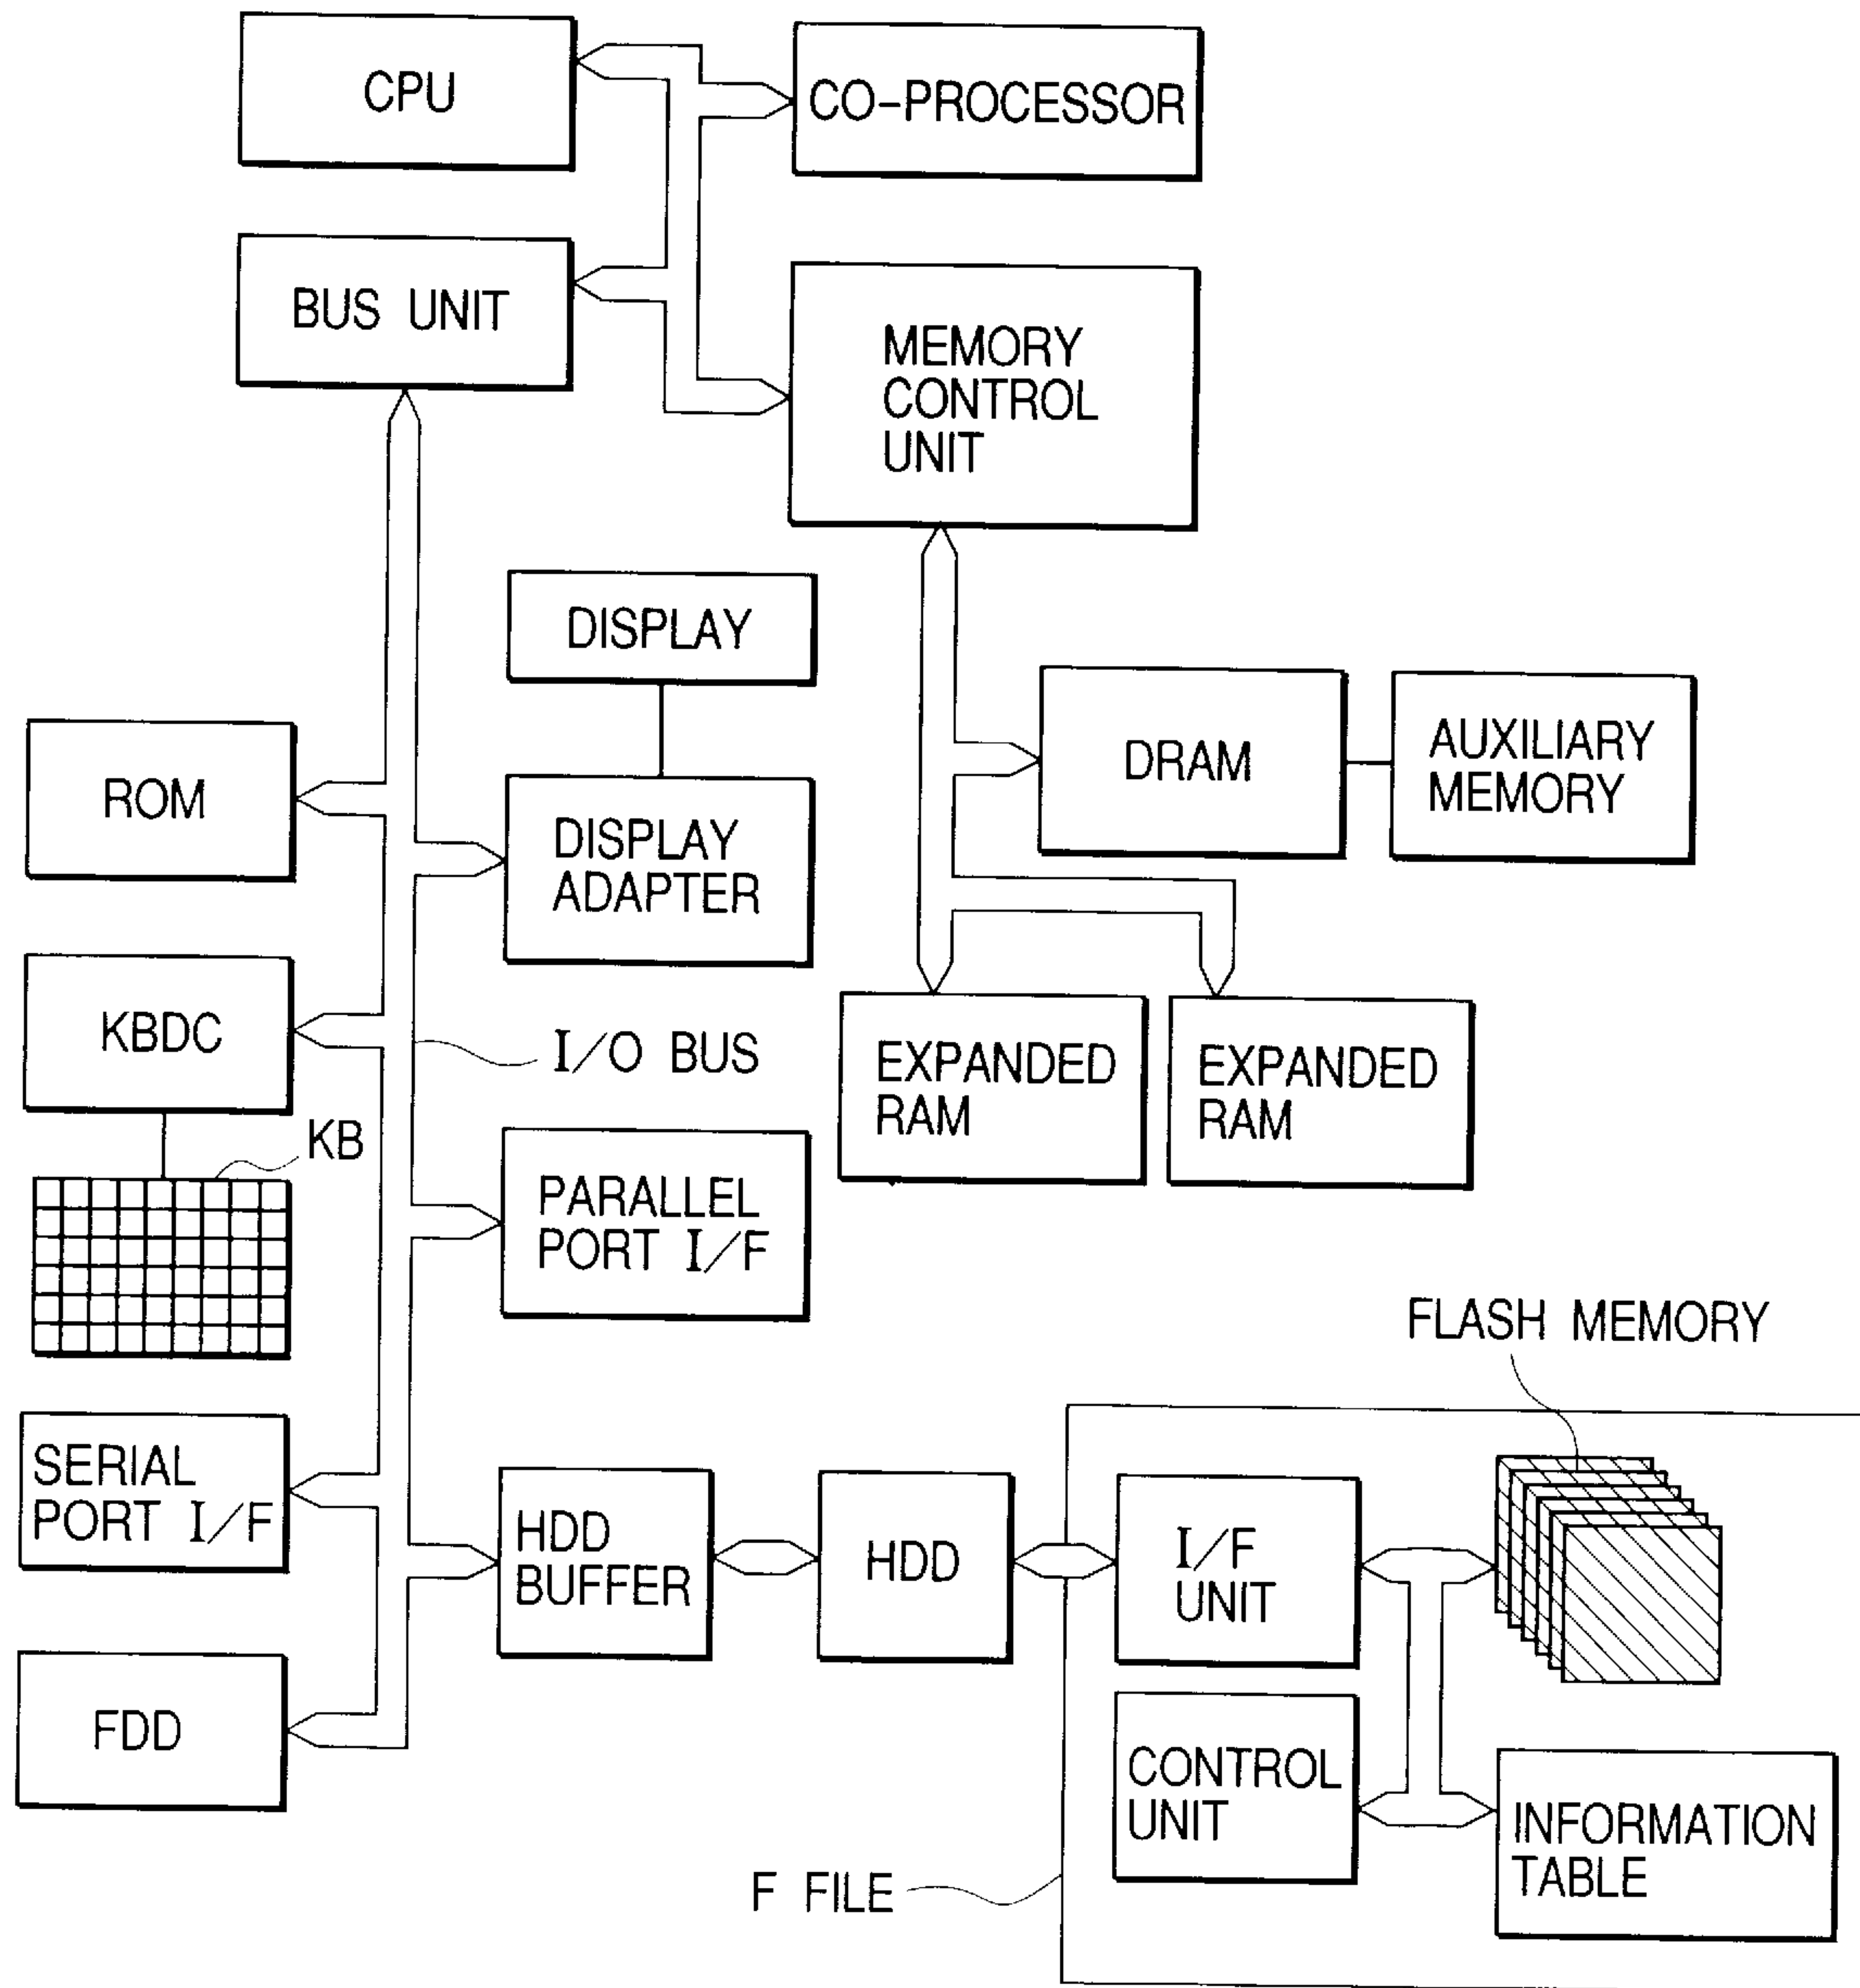 CPU
CO-PROCESSOR
BUS UNIT
MEMORY
CONTROL
UNIT
DISPLAY
ROM
DISPLAY
ADAPTER
DRAM
AUXILIARY
MEMORY
KBDC
I/O BUS
EXPANDED
RAM
EXPANDED
RAM
KB
PARALLEL
PORT I/F
FLASH MEMORY
SERIAL
PORT I/F
HDD
BUFFER
HDD
I/F
UNIT
FDD
CONTROL
UNIT
INFORMATION
TABLE
F FILE